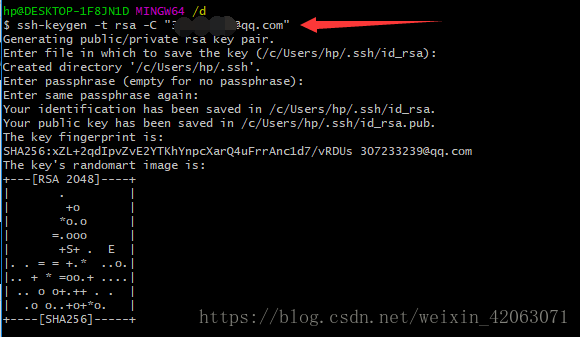 hp@DESKTOP-1F8JN1D MINGW64 /d
$ ssh-keygen -t rsa -C "3 @qq.com"
Generating public/private rsa key pair.
Enter file in which to save the key (/c/Users/hp/.ssh/id_rsa):
Created directory '/c/Users/hp/.ssh'.
Enter passphrase (empty for no passphrase):
Enter same passphrase again:
Your identification has been saved in /c/Users/hp/.ssh/id_rsa.
Your public key has been saved in /c/Users/hp/.ssh/id_rsa.pub.
The key fingerprint is:
SHA256:xZL+2qdIpvZvE2YTKhYnpcXarQ4uFrrAnc1d7/vRDUs 307233239@qq.com
The key's randomart image is:
+---[RSA 2048]----+
|       .         |
|        +o       |
|       *o.o      |
|      =.ooo      |
|       +S+ .  E  |
|. . = = +.*  ..o.|
|.. + * =oo.+ ....|
| .. o o+.++ . .  |
|  .o o..+o+*o.   |
+----[SHA256]-----+
https://blog.csdn.net/weixin_42063071